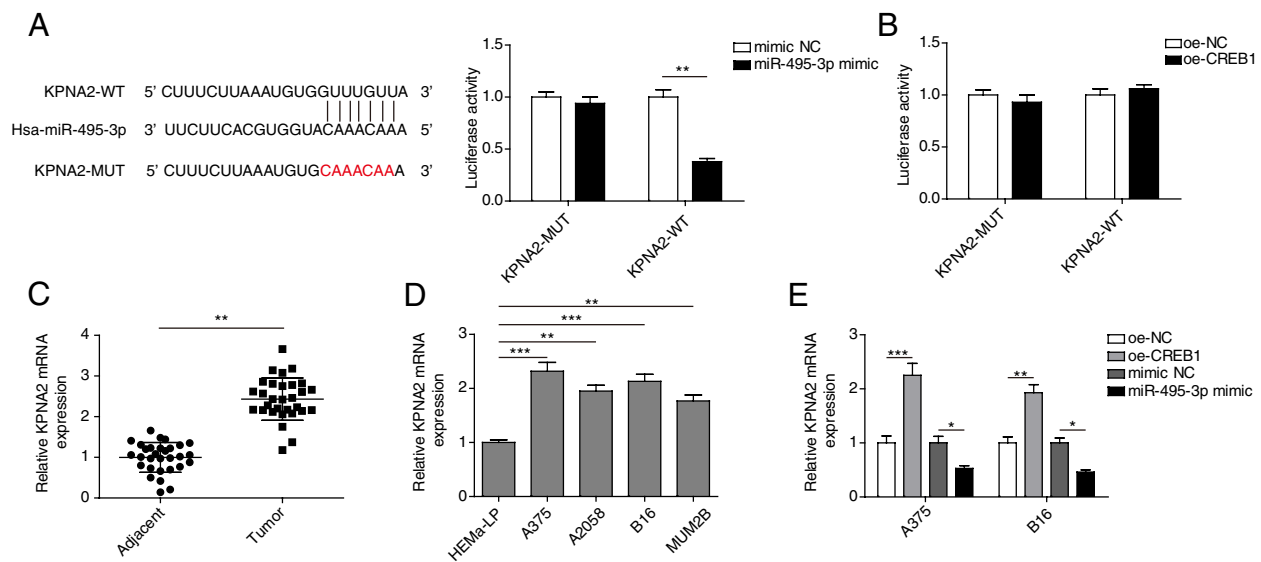 A
KPNA2-WT 5' CUUUCUUAAAUGUGGUUUGUUA 3'
Hsa-miR-495-3p 3' UUCUUCACGUGGUACAAACAAA 5'
KPNA2-MUT 5' CUUUCUUAAAUGUGCAAACAAA 3'
Luciferase activity
1.5
1.0
0.5
0.0
**
mimic NC
miR-495-3p mimic
KPNA2-MUT
KPNA2-WT
B
Luciferase activity
1.5
1.0
0.5
0.0
oe-NC
oe-CREB1
KPNA2-MUT
KPNA2-WT
C
Relative KPNA2 mRNA
expression
4
3
2
1
0
**
Adjacent
Tumor
D
Relative KPNA2 mRNA
expression
3
2
1
0
**
***
**
***
HEMa-LP
A375
A2058
B16
MUM2B
E
Relative KPNA2 mRNA
expression
3
2
1
0
***
*
**
*
oe-NC
oe-CREB1
mimic NC
miR-495-3p mimic
A375
B16